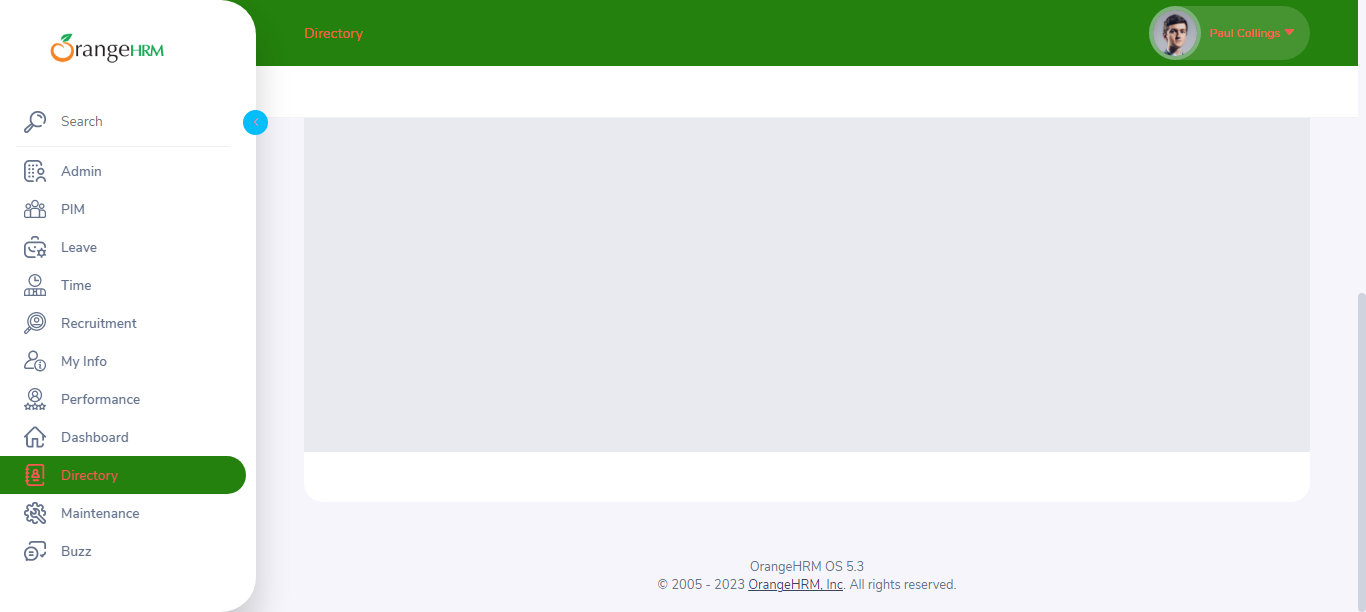 OrangeHRM
Directory
Paul Collings
Search
Admin
PIM
Leave
Time
Recruitment
My Info
Performance
Dashboard
Directory
Maintenance
Buzz
OrangeHRM OS 5.3
© 2005 - 2023 OrangeHRM, Inc. All rights reserved.